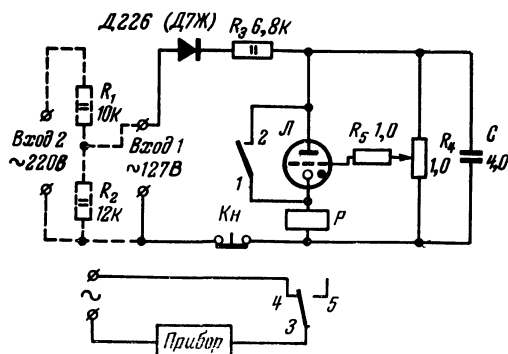 Д226 (Д7Ж)
R3 6,8к
R1
10к
Вход 2
~220В
Вход 1
~127В
R2
12к
2
1
Л
R5 1,0
R4
1,0
С
4,0
Кн
Р
~
4
5
3
Прибор